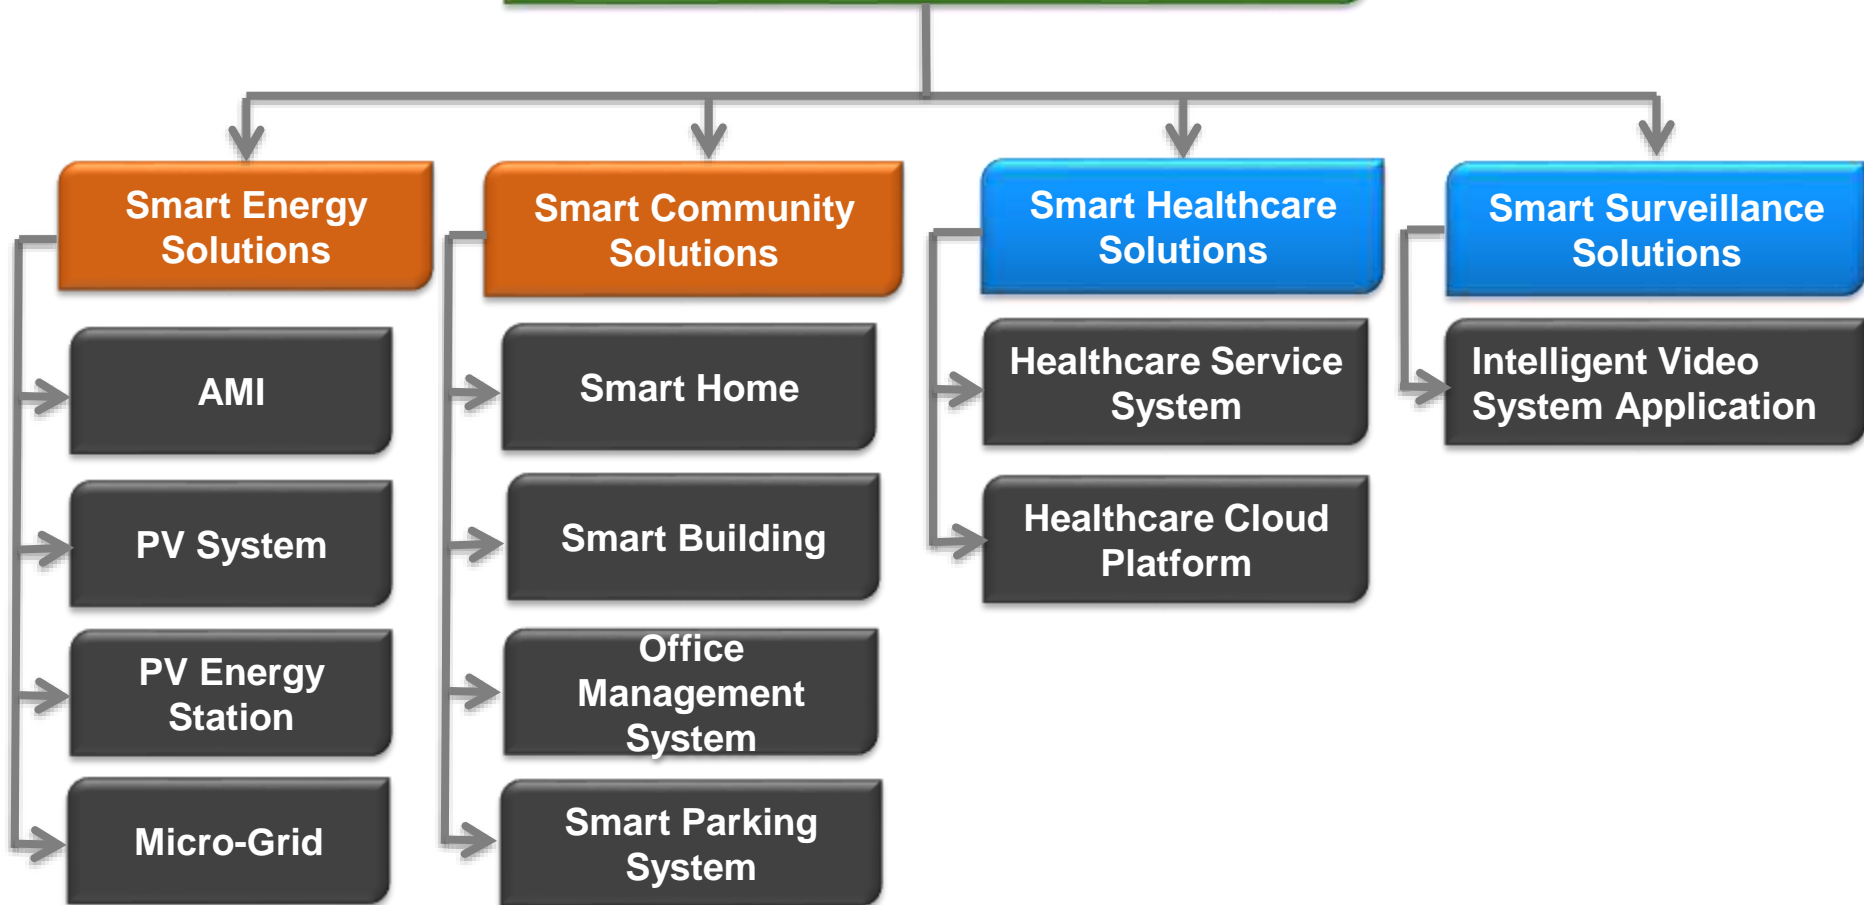 Smart Energy
Solutions
AMI
PV System
PV Energy
Station
Micro-Grid
Smart Community
Solutions
Smart Home
Smart Building
Office
Management
System
Smart Parking
System
Smart Healthcare
Solutions
Healthcare Service
System
Healthcare Cloud
Platform
Smart Surveillance
Solutions
Intelligent Video
System Application